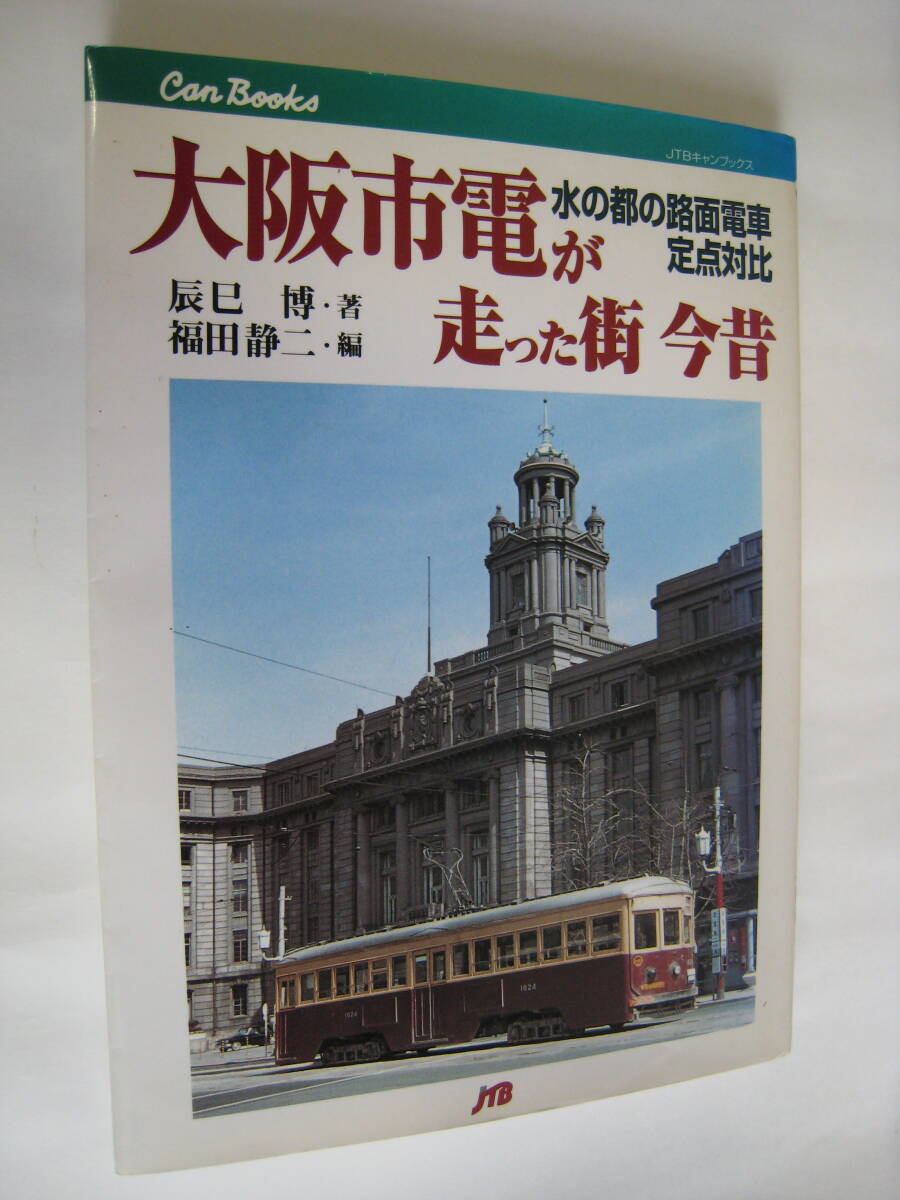 Can Books
JTBキャンブックス
大阪市電が
水の都の路面電車
定点対比
走った街 今昔
辰巳 博・著
福田静二・編
1624
1624
JTB